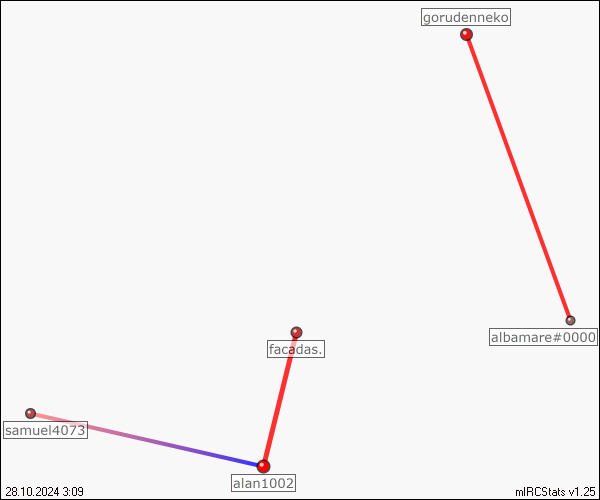 gorudenneko
albamare#0000
facadas.
samuel4073
alan1002
28.10.2024 3:09
mIRCStats v1.25